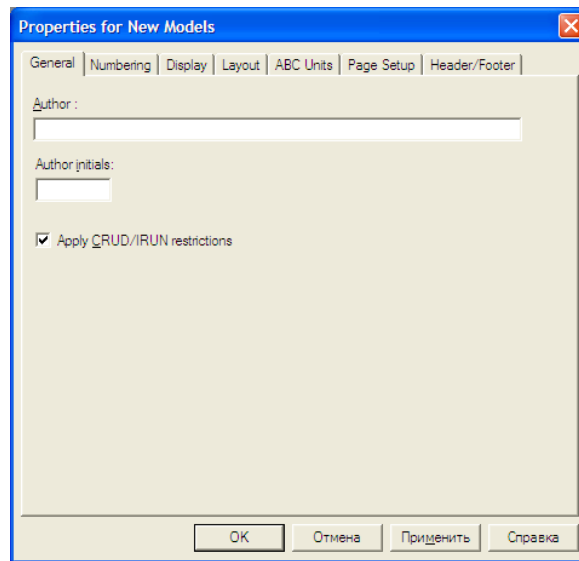 Properties for New Models
General Numbering Display Layout ABC Units Page Setup Header/Footer
Author :
Author initials:
Apply CRUD/IRUN restrictions
OK Отмена Применить Справка